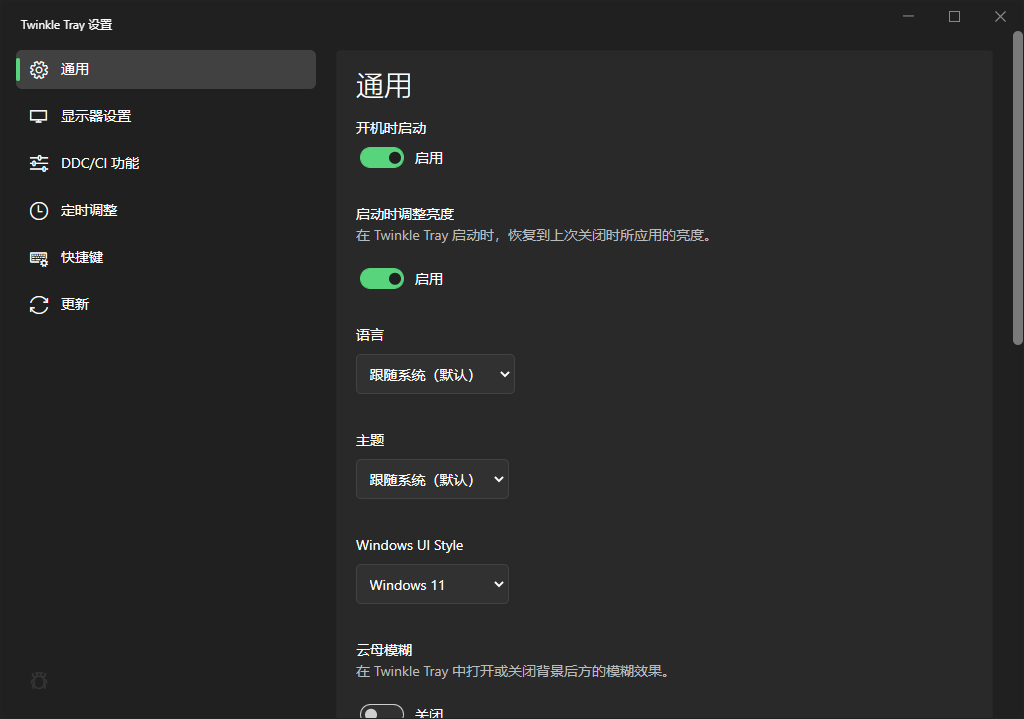 Twinkle Tray 设置
通用
显示器设置
DDC/CI 功能
定时调整
快捷键
更新
通用
开机时启动
启用
启动时调整亮度
在 Twinkle Tray 启动时，恢复到上次关闭时所应用的亮度。
启用
语言
跟随系统（默认）
主题
跟随系统（默认）
Windows UI Style
Windows 11
云母模糊
在 Twinkle Tray 中打开或关闭背景后方的模糊效果。
关闭